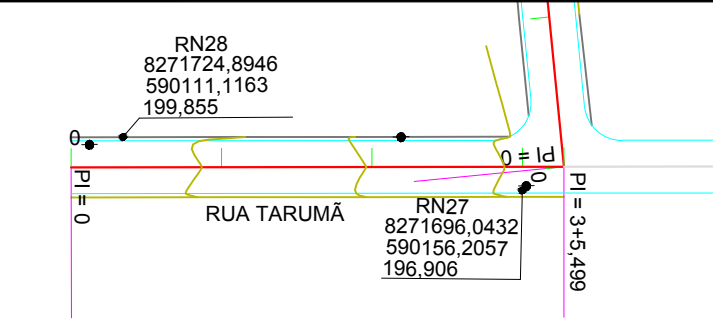 RN28
8271724,8946
590111,1163
199,855
0
PI = 0
RUA TARUMÃ
PI = 0
0
RN27
8271696,0432
590156,2057
196,906
PI = 3+5,499